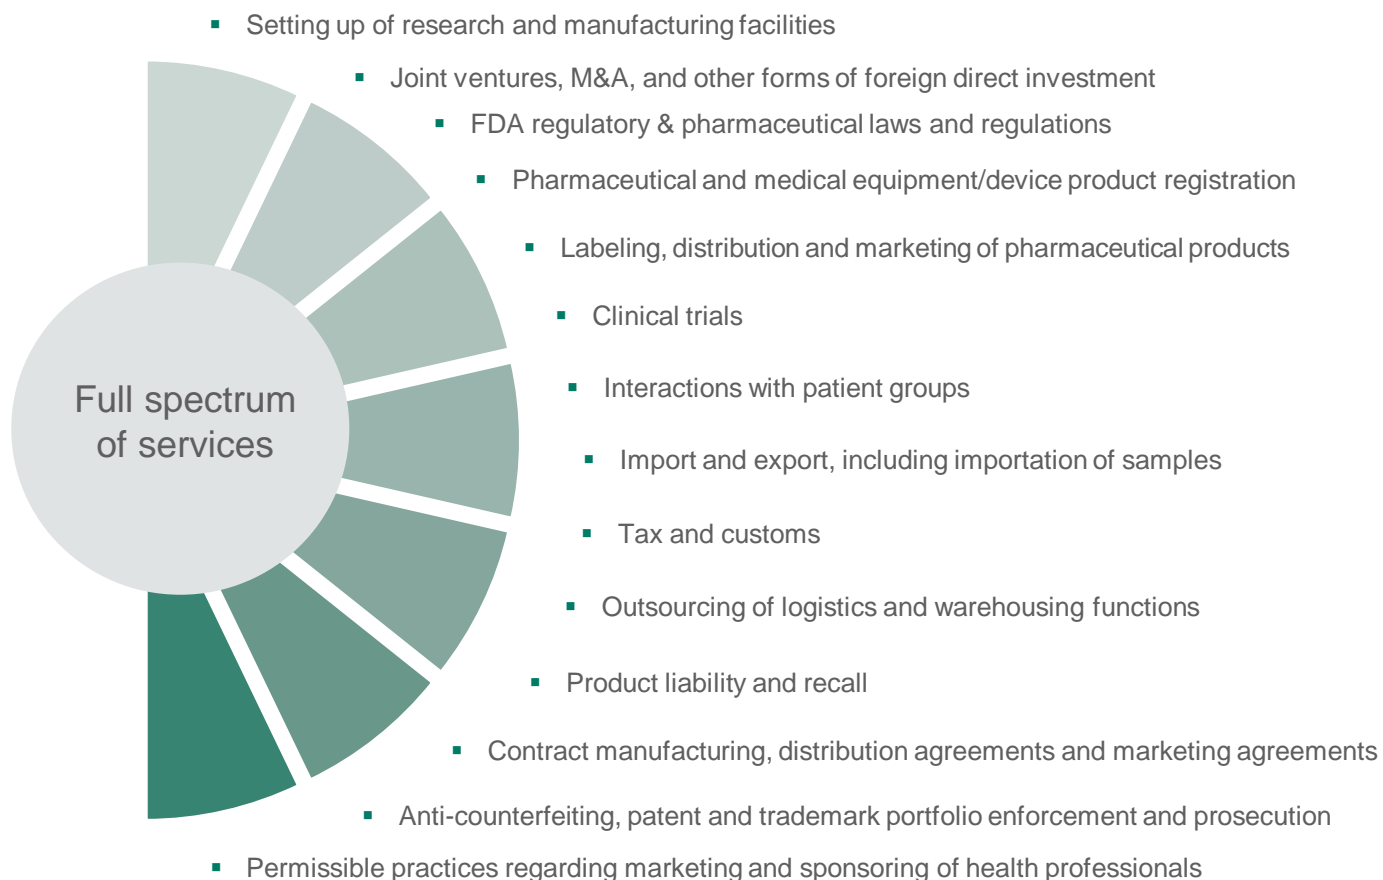 Setting up of research and manufacturing facilities
Joint ventures, M&A, and other forms of foreign direct investment
FDA regulatory & pharmaceutical laws and regulations
Pharmaceutical and medical equipment/device product registration
Labeling, distribution and marketing of pharmaceutical products
Clinical trials
Full spectrum
of services
Interactions with patient groups
Import and export, including importation of samples
Tax and customs
Outsourcing of logistics and warehousing functions
Product liability and recall
Contract manufacturing, distribution agreements and marketing agreements
Anti-counterfeiting, patent and trademark portfolio enforcement and prosecution
Permissible practices regarding marketing and sponsoring of health professionals